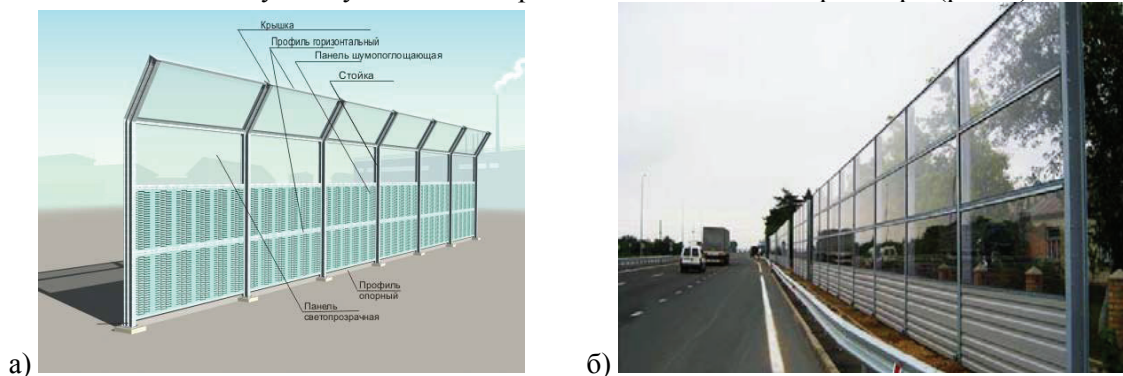 Крышка
Профиль горизонтальный
Панель шумопоглощающая
Стойка
Профиль
опорный
Панель
светопрозрачная
а)
б)